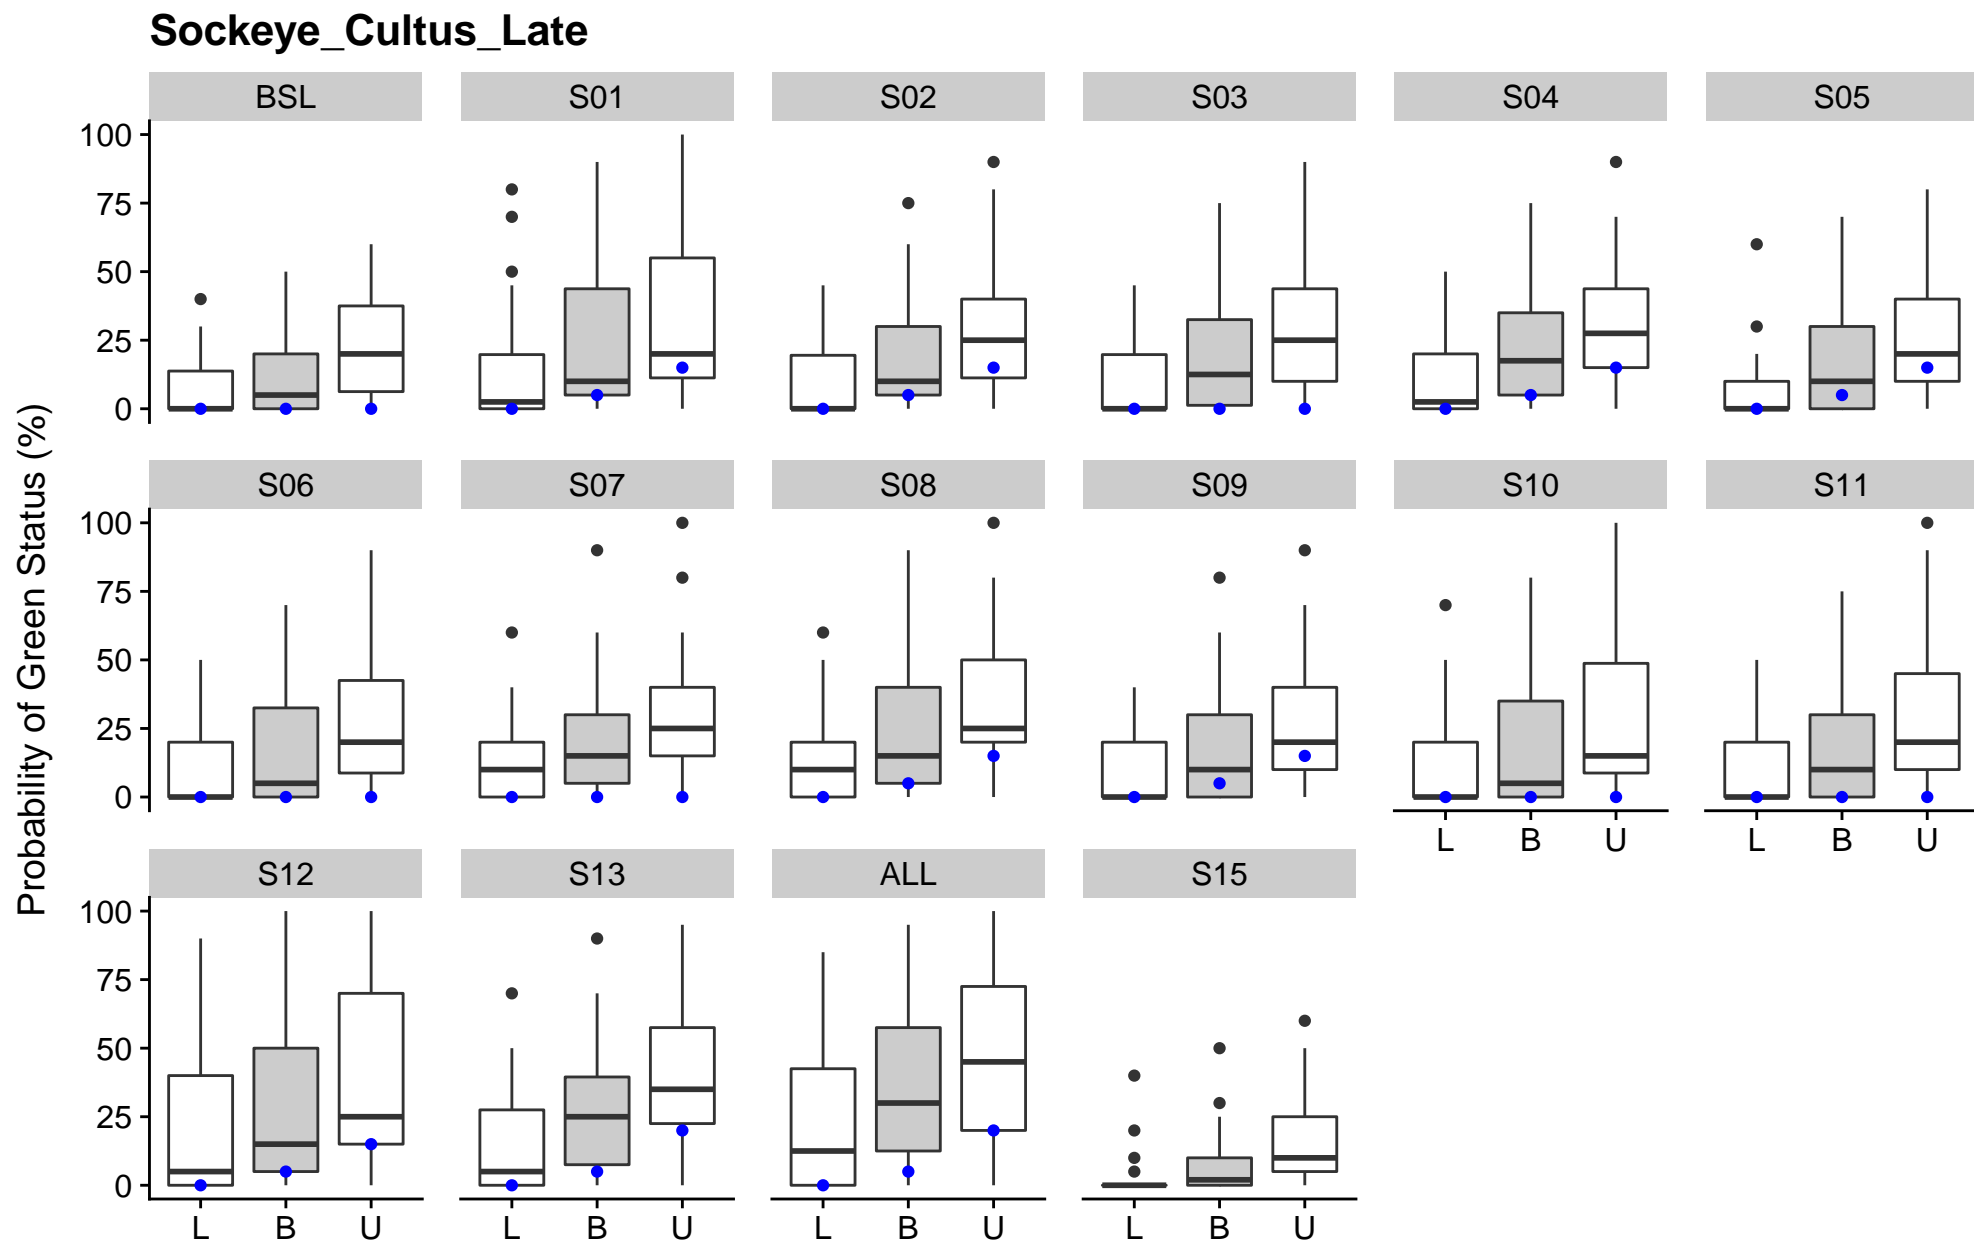 Sockeye_Cultus_Late
BSL S01 S02 S03 S04 S05
100
75
50
25
0
S06 S07 S08 S09 S10 S11
100
75
50
25
0
L B U L B U
S12 S13 ALL S15
100
75
50
25
0
L B U L B U L B U L B U
Probability of Green Status (%)